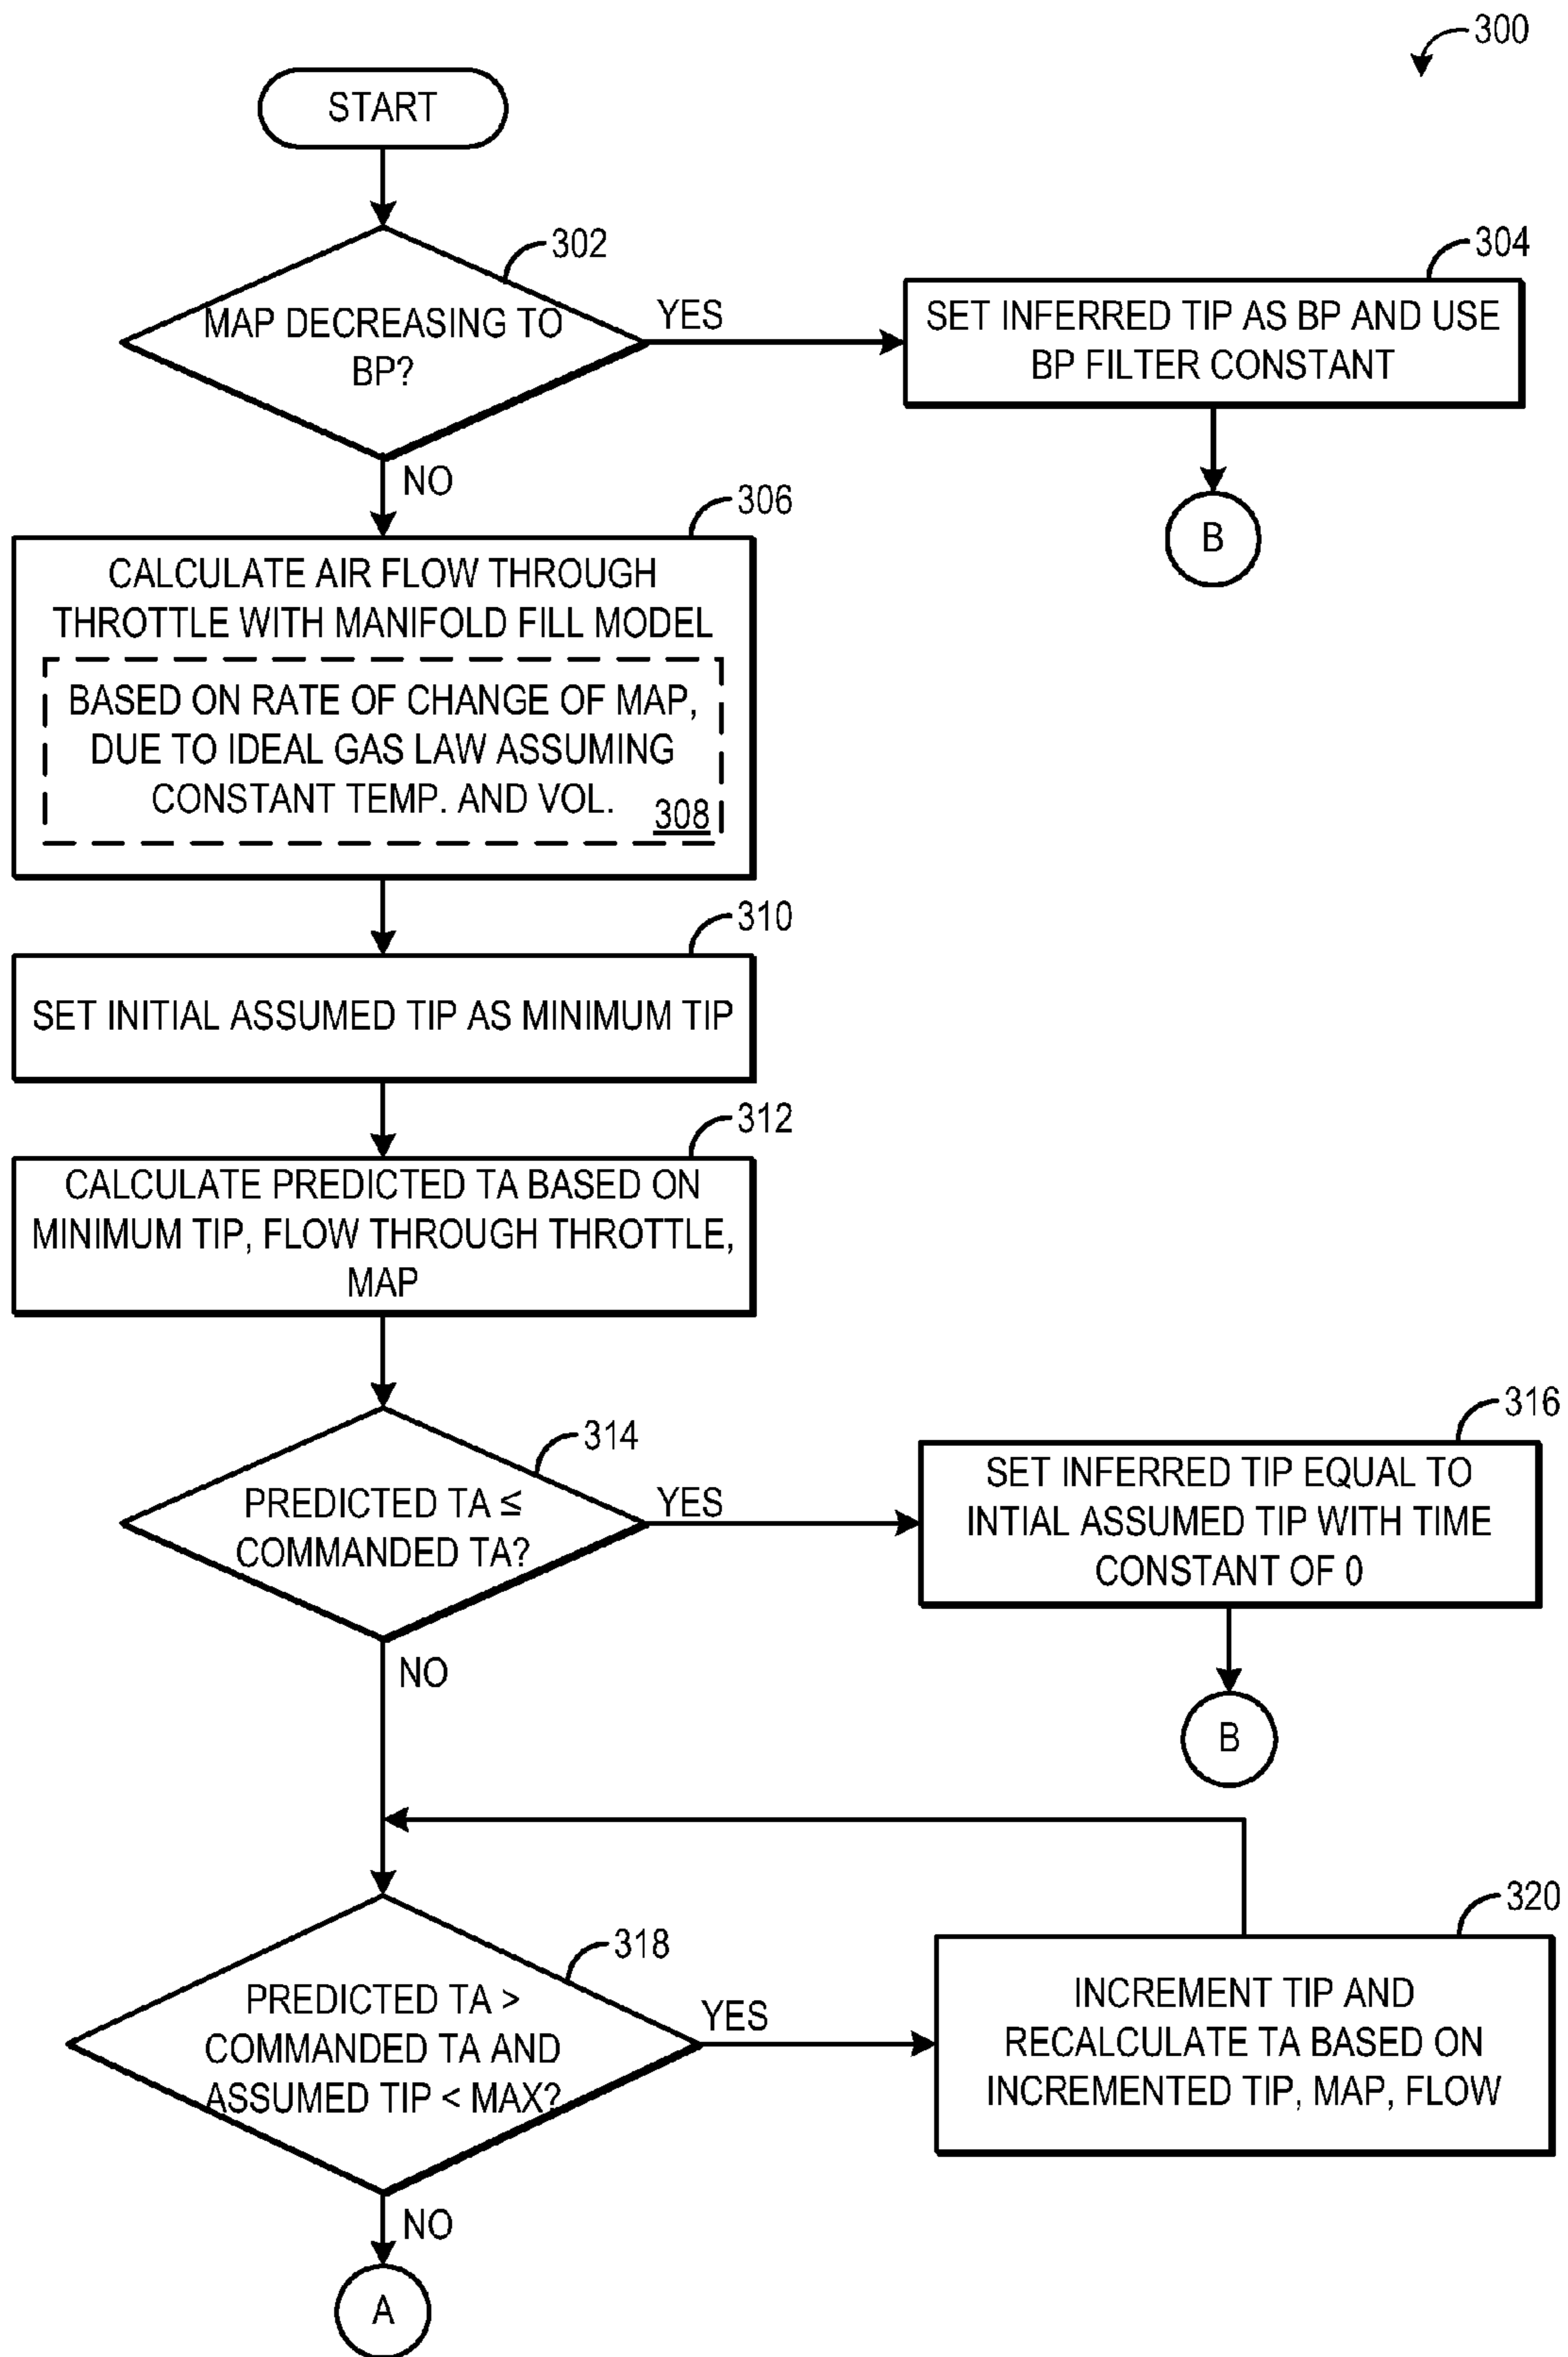 300
START
302
MAP DECREASING TO
BP?
YES
NO
304
SET INFERRED TIP AS BP AND USE
BP FILTER CONSTANT
B
306
CALCULATE AIR FLOW THROUGH
THROTTLE WITH MANIFOLD FILL MODEL
BASED ON RATE OF CHANGE OF MAP,
DUE TO IDEAL GAS LAW ASSUMING
CONSTANT TEMP. AND VOL.
308
310
SET INITIAL ASSUMED TIP AS MINIMUM TIP
312
CALCULATE PREDICTED TA BASED ON
MINIMUM TIP, FLOW THROUGH THROTTLE,
MAP
314
PREDICTED TA ≤
COMMANDED TA?
YES
NO
316
SET INFERRED TIP EQUAL TO
INTIAL ASSUMED TIP WITH TIME
CONSTANT OF 0
B
318
PREDICTED TA >
COMMANDED TA AND
ASSUMED TIP < MAX?
YES
NO
320
INCREMENT TIP AND
RECALCULATE TA BASED ON
INCREMENTED TIP, MAP, FLOW
A